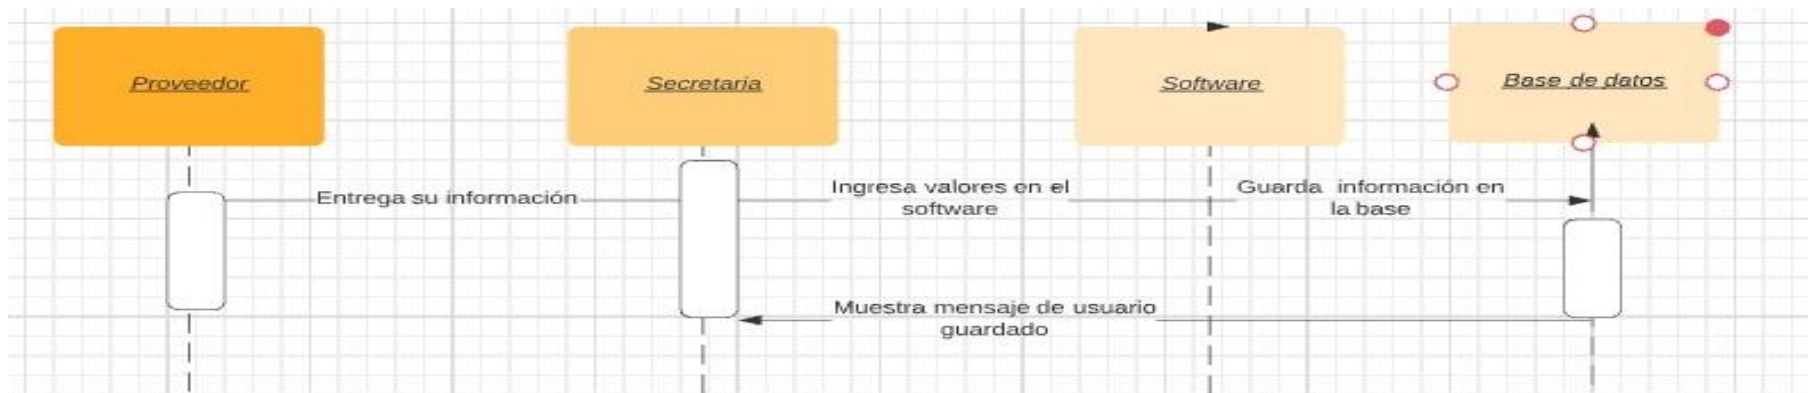 Proveedor
Secretaria
Software
Base de datos
Entrega su información
Ingresa valores en el
software
Guarda información en
la base
Muestra mensaje de usuario
guardado